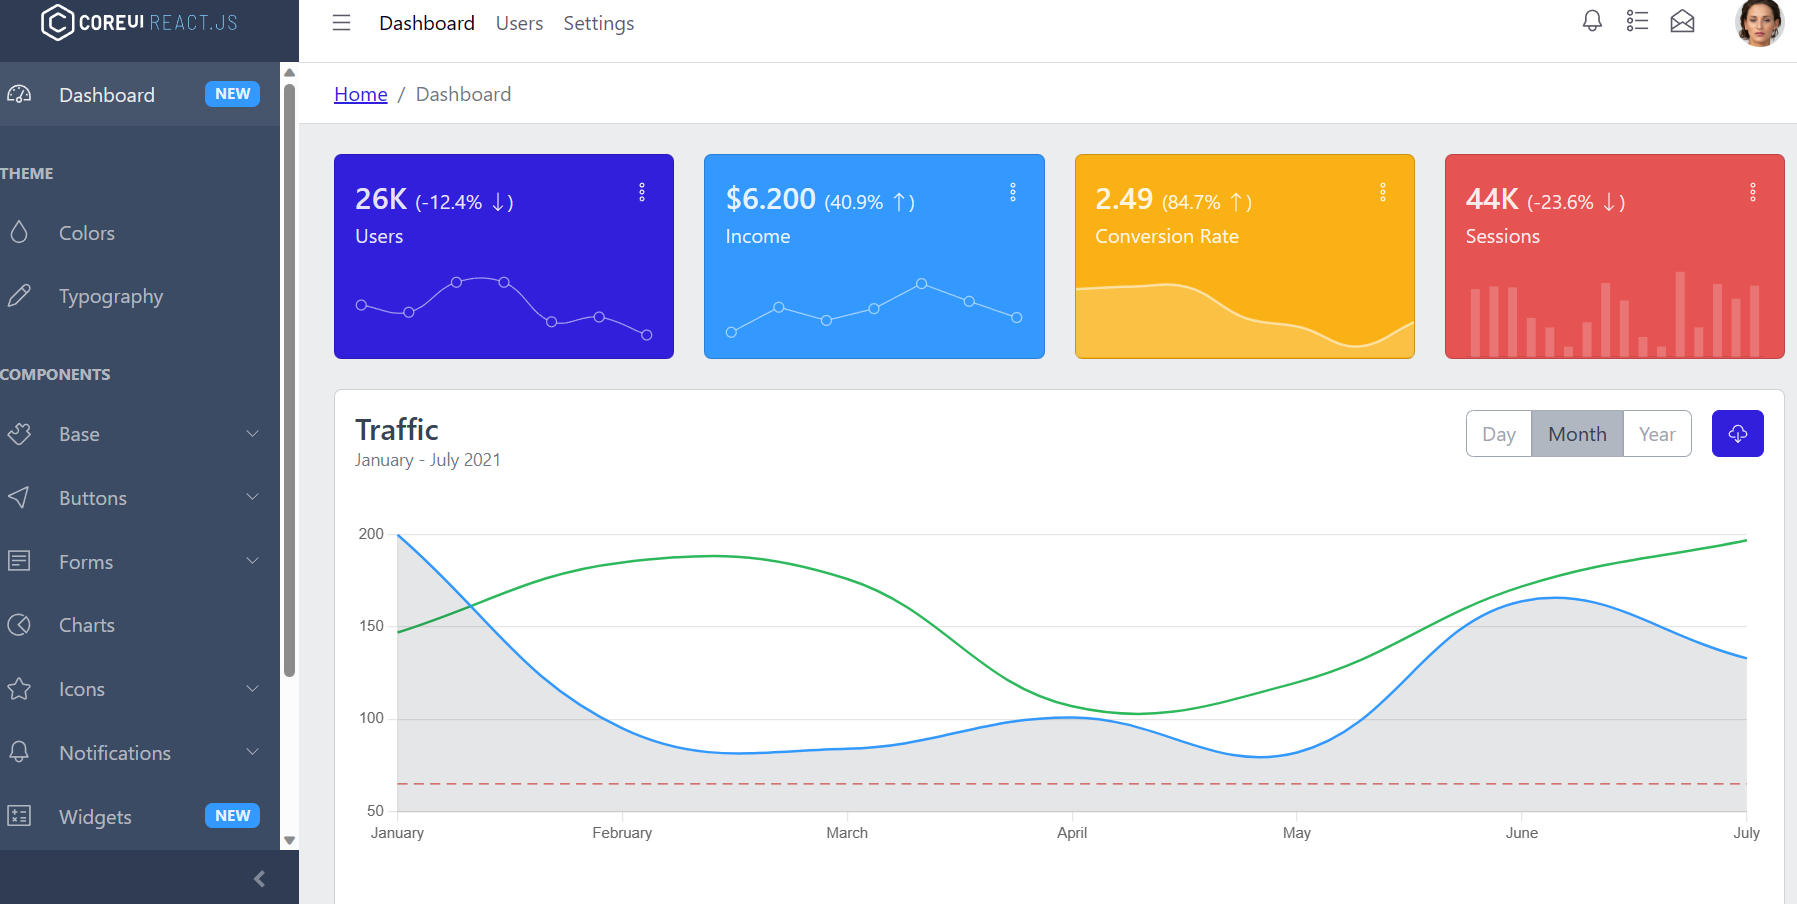 COREUI REACT.JS
Dashboard NEW
THEME
Colors
Typography
COMPONENTS
Base
Buttons
Forms
Charts
Icons
Notifications
Widgets NEW
Dashboard Users Settings
Home / Dashboard
26K (-12.4% ↓)
Users
$6.200 (40.9% ↑)
Income
2.49 (84.7% ↑)
Conversion Rate
44K (-23.6% ↓)
Sessions
Traffic
January - July 2021
Day Month Year
200
150
100
50
January February March April May June July